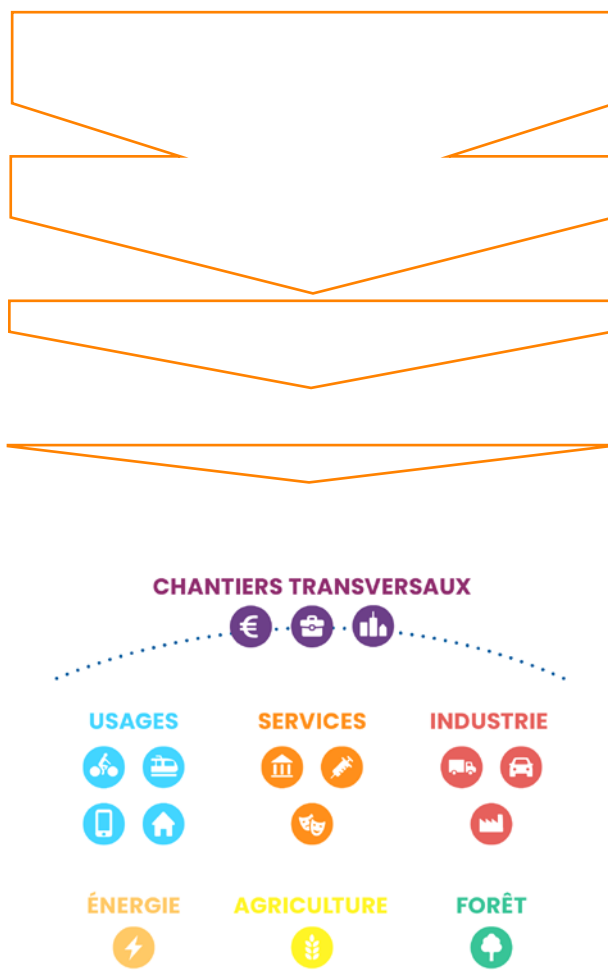 CHANTIERS TRANSVERSAUX
USAGES SERVICES INDUSTRIE
ÉNERGIE AGRICULTURE FORÊT